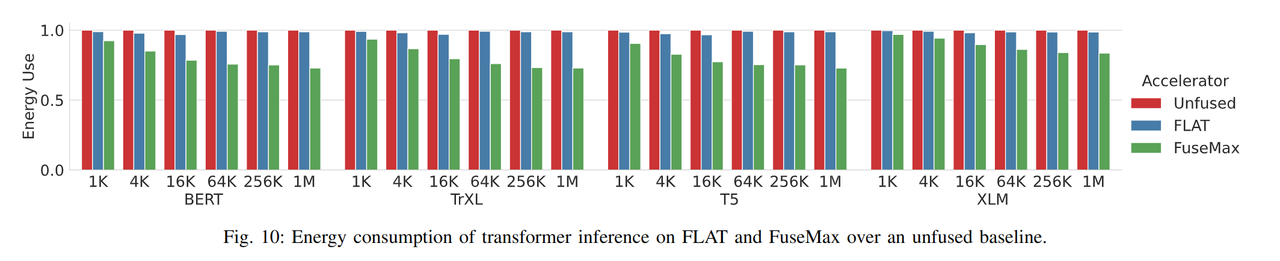 1.0
0.5
0.0
Energy Use
1K 4K 16K 64K 256K 1M 1K 4K 16K 64K 256K 1M 1K 4K 16K 64K 256K 1M 1K 4K 16K 64K 256K 1M
BERT TrXL T5 XLM
Accelerator
Unfused
FLAT
FuseMax
Fig. 10: Energy consumption of transformer inference on FLAT and FuseMax over an unfused baseline.